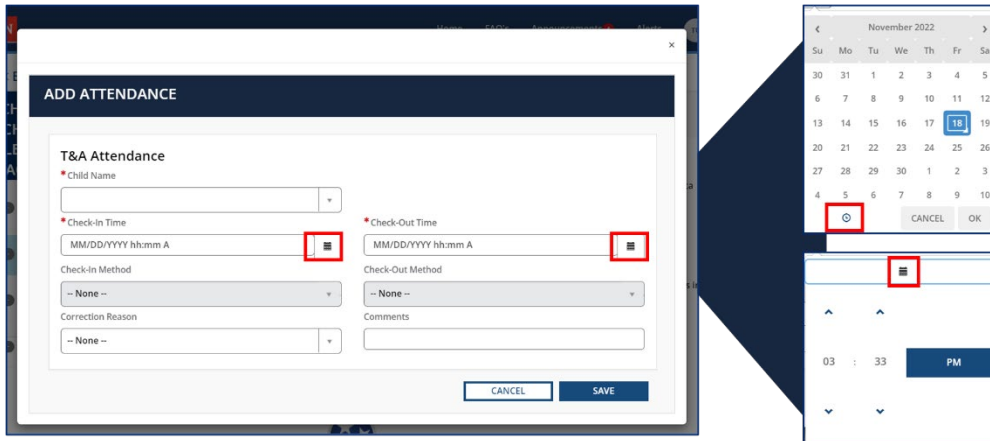 Home FAQ's Announcements Alerts
×
ADD ATTENDANCE
T&A Attendance
*Child Name
*Check-In Time *Check-Out Time
MM/DD/YYYY hh:mm A MM/DD/YYYY hh:mm A
Check-In Method Check-Out Method
-- None -- -- None --
Correction Reason Comments
-- None --
CANCEL SAVE
November 2022
Su Mo Tu We Th Fr Sa
30 31 1 2 3 4 5
6 7 8 9 10 11 12
13 14 15 16 17 18 19
20 21 22 23 24 25 26
27 28 29 30 1 2 3
4 5 6 7 8 9 10
CANCEL OK
03 : 33 PM